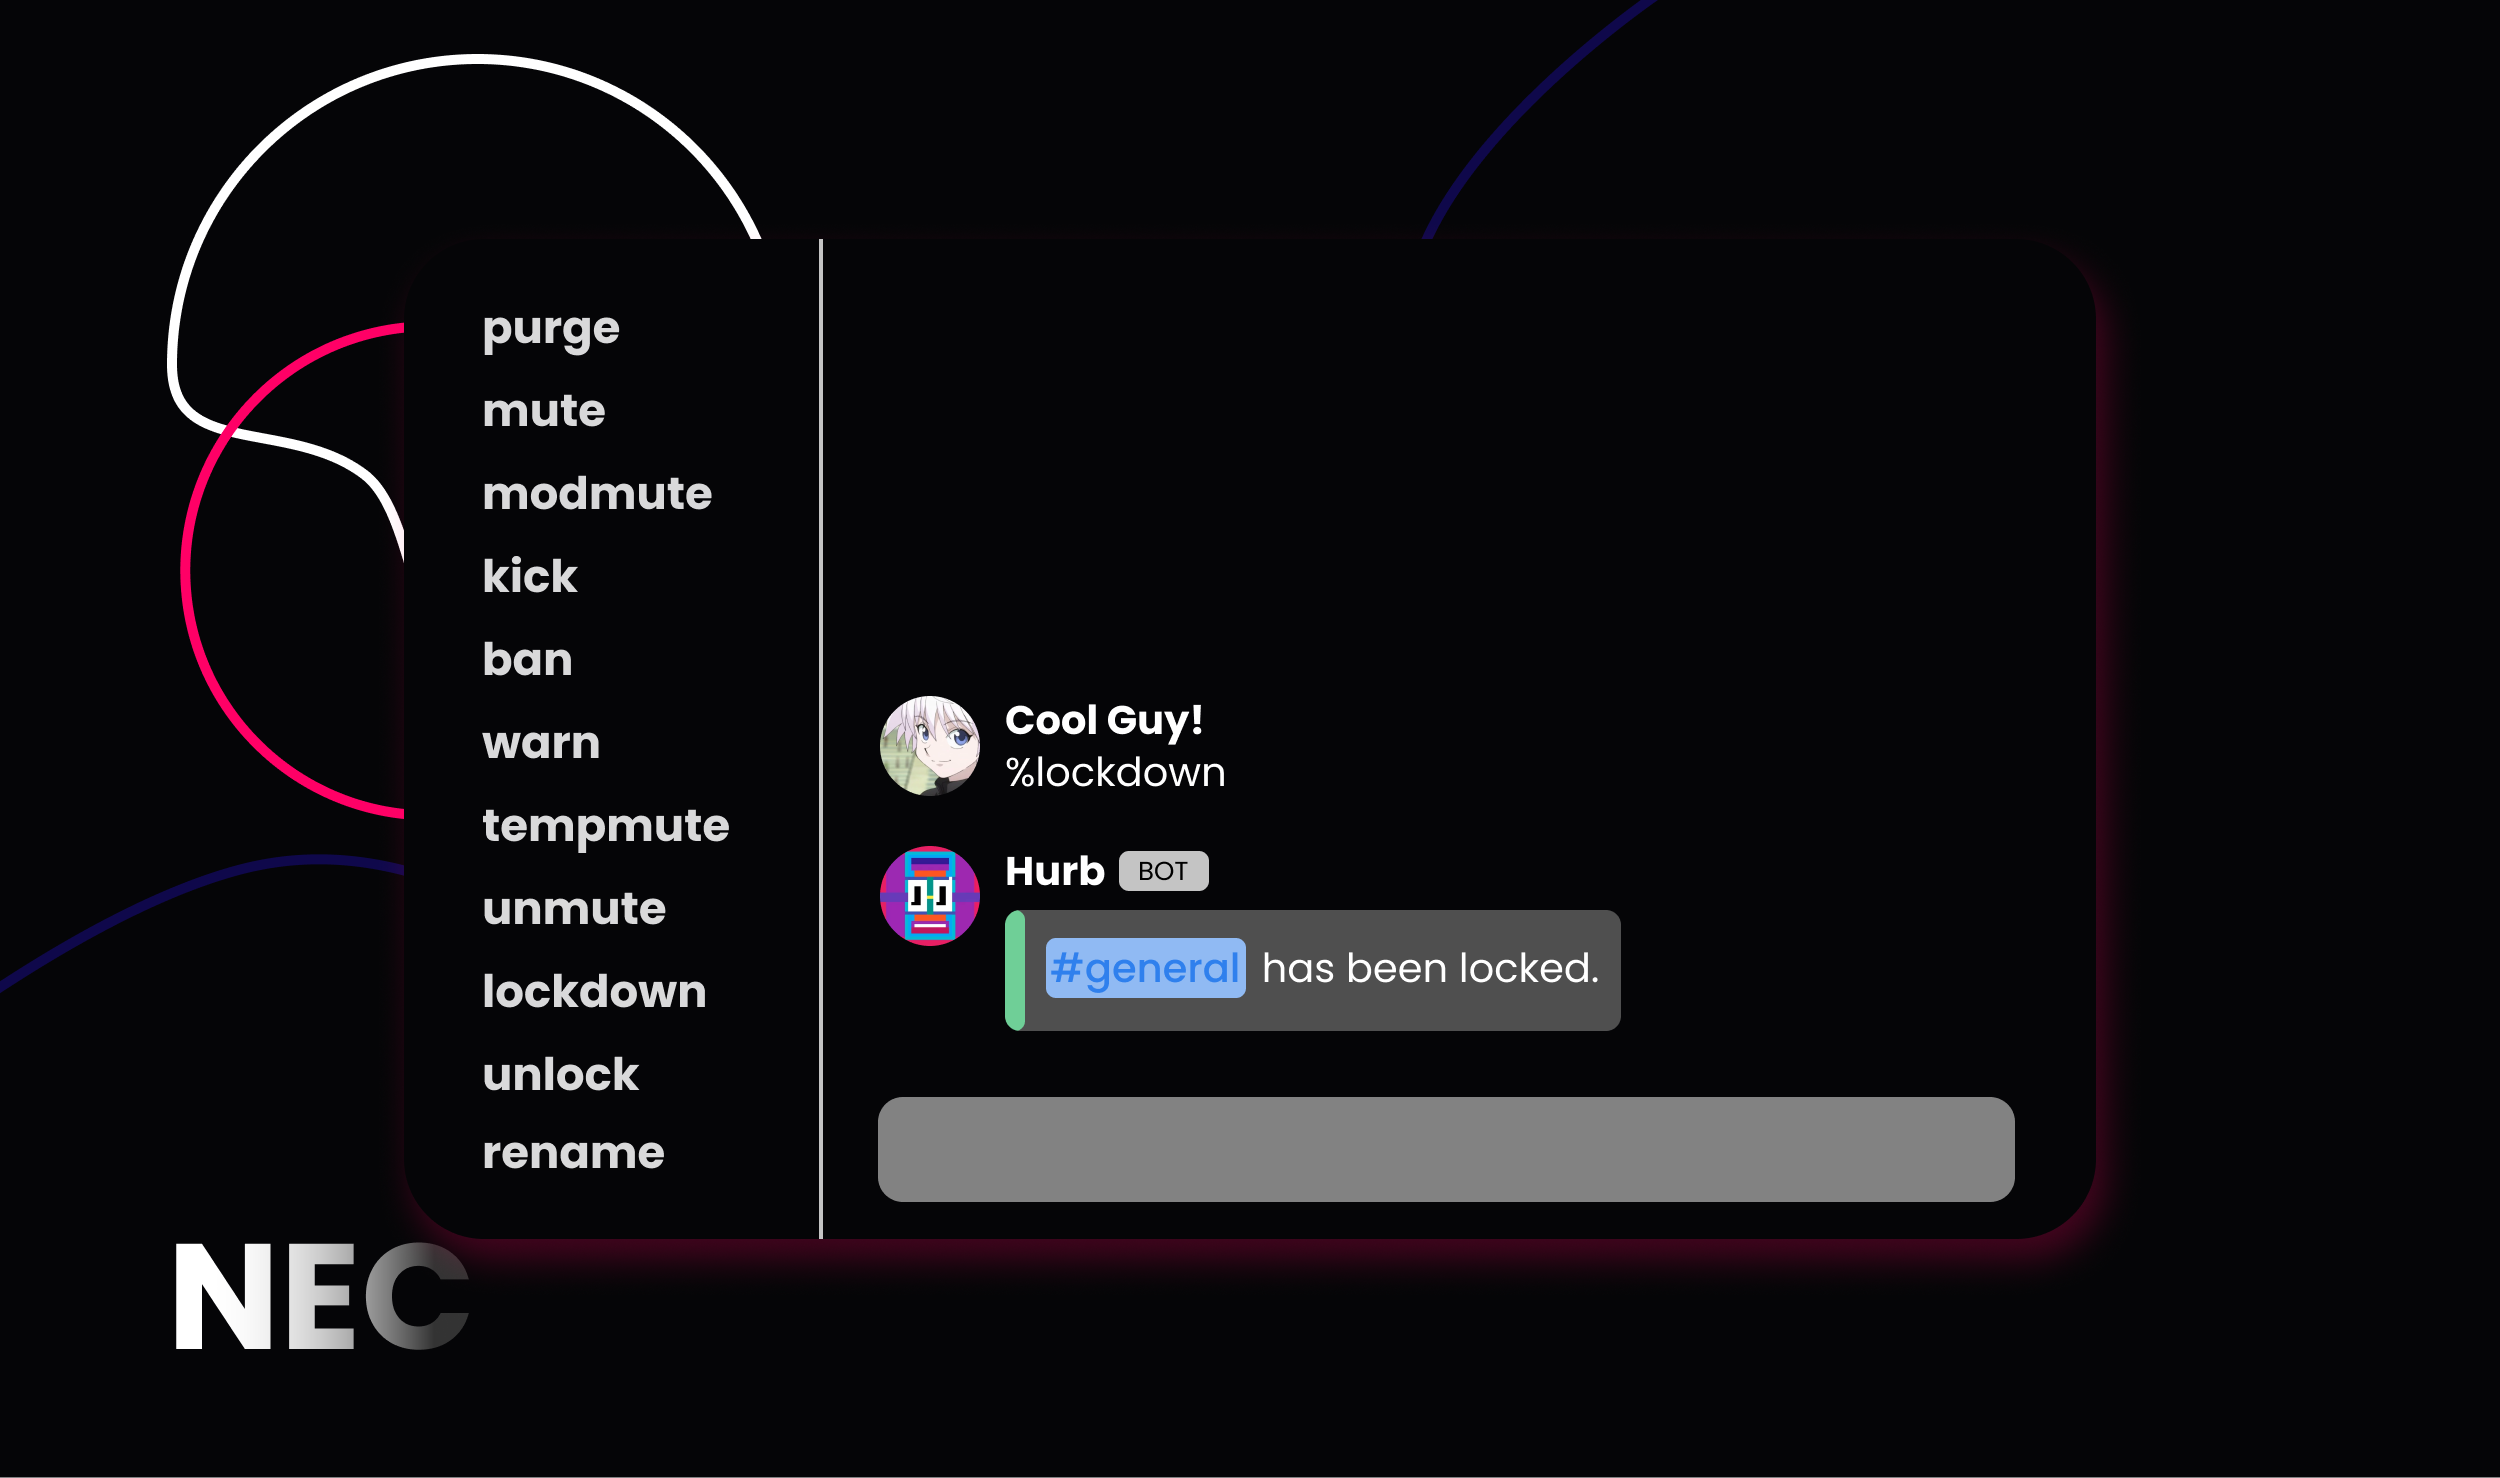 purge
mute
modmute
kick
ban
warn
tempmute
unmute
lockdown
unlock
rename
Cool Guy!
%lockdown
Hurb BOT
#general has been locked.
NEC